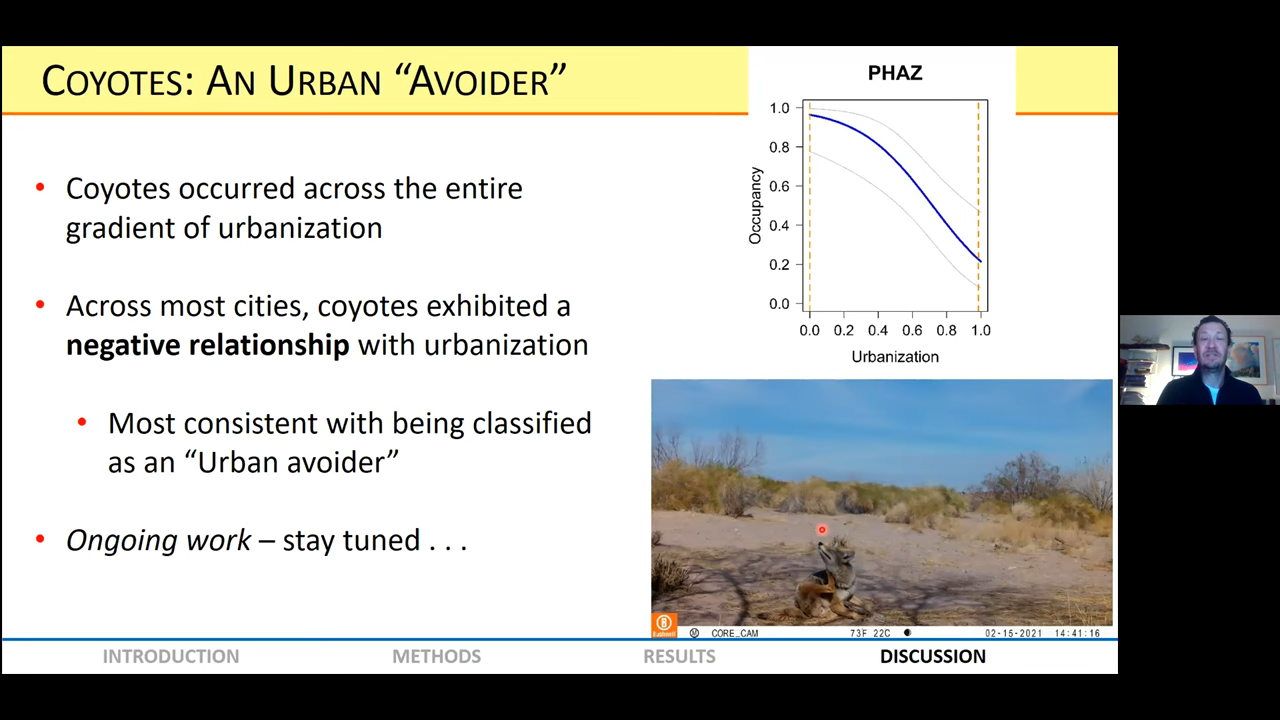 COYOTES: AN URBAN “AVOIDER”
• Coyotes occurred across the entire
gradient of urbanization
• Across most cities, coyotes exhibited a
negative relationship with urbanization
• Most consistent with being classified
as an “Urban avoider”
• Ongoing work – stay tuned . . .
PHAZ
Occupancy
1.0
0.8
0.6
0.4
0.2
0.0
0.0 0.2 0.4 0.6 0.8 1.0
Urbanization
B
Bushnell
M CORE_CAM 73F 22C 02-15-2021 14:41:16
INTRODUCTION METHODS RESULTS DISCUSSION